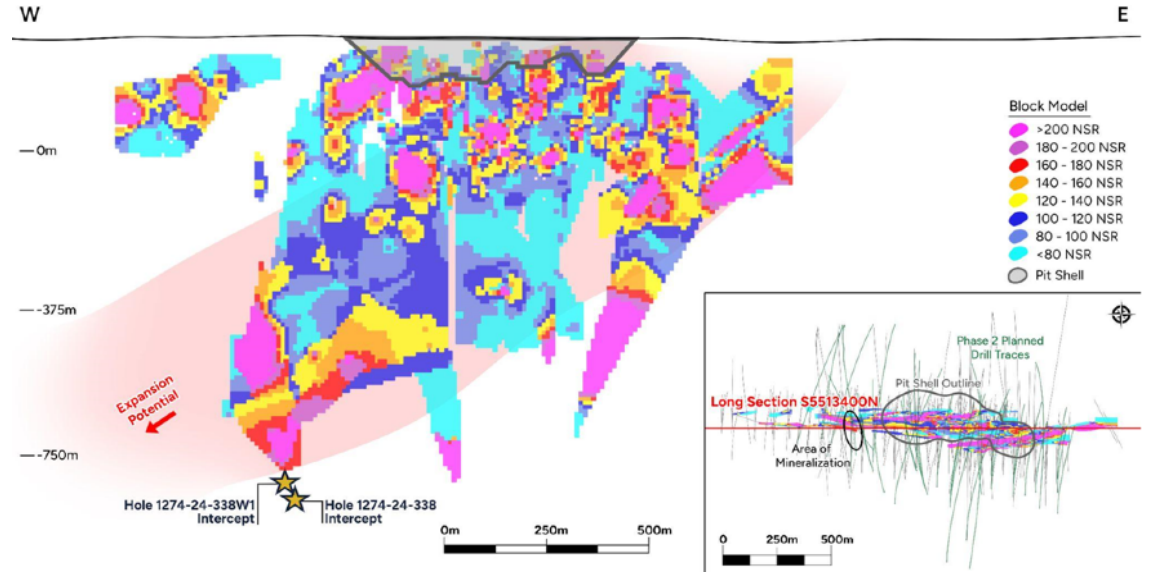 W
E
Block Model
>200 NSR
180 - 200 NSR
160 - 180 NSR
140 - 160 NSR
120 - 140 NSR
100 - 120 NSR
80 - 100 NSR
<80 NSR
Pit Shell
0m
-375m
-750m
Expansion
Potential
Hole 1274-24-338W1
Intercept
Hole 1274-24-338
Intercept
0m
250m
500m
Phase 2 Planned
Drill Traces
Pit Shell Outline
Long Section S5513400N
Area of
Mineralization
0
250m
500m